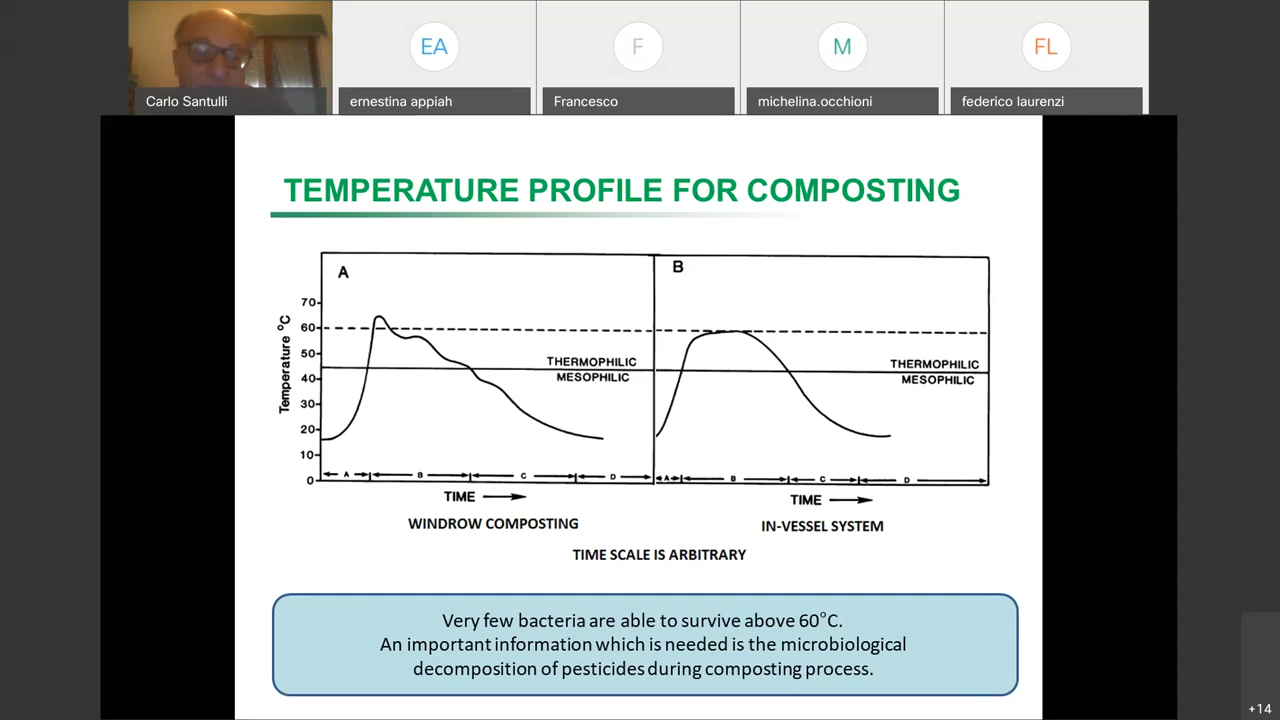 EA
F
M
FL
Carlo Santulli
ernestina appiah
Francesco
michelina.occhioni
federico laurenzi
TEMPERATURE PROFILE FOR COMPOSTING
A
B
Temperature °C
70
60
50
40
30
20
10
0
THERMOPHILIC
MESOPHILIC
THERMOPHILIC
MESOPHILIC
A B C D
A B C D
TIME
TIME
WINDROW COMPOSTING
IN-VESSEL SYSTEM
TIME SCALE IS ARBITRARY
Very few bacteria are able to survive above 60°C.
An important information which is needed is the microbiological
decomposition of pesticides during composting process.
+14